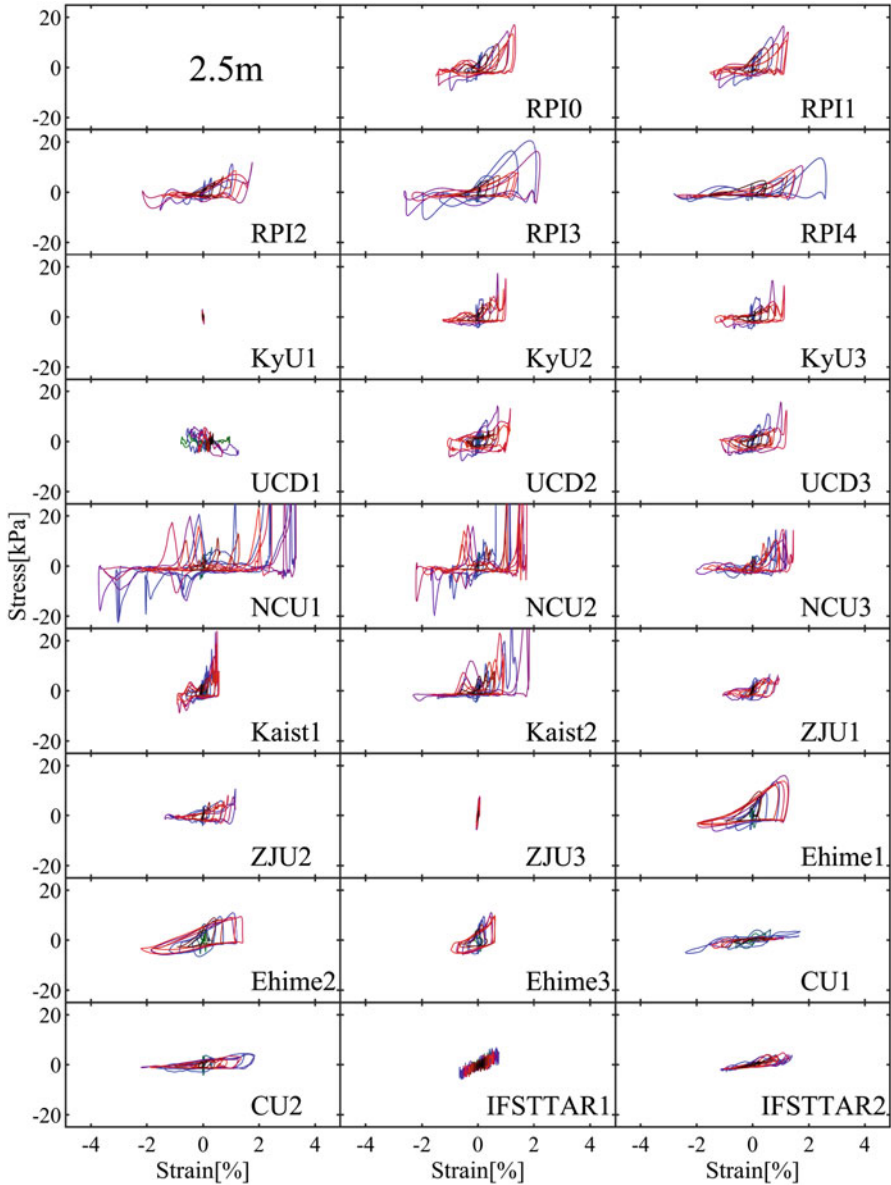 20
0
-20
2.5m
RPI0
RPI1
20
0
-20
RPI2
RPI3
RPI4
20
0
-20
KyU1
KyU2
KyU3
20
0
-20
UCD1
UCD2
UCD3
Stress[kPa]
20
0
-20
NCU1
NCU2
NCU3
20
0
-20
Kaist1
Kaist2
ZJU1
20
0
-20
ZJU2
ZJU3
Ehime1
20
0
-20
Ehime2
Ehime3
CU1
20
0
-20
CU2
IFSTTAR1
IFSTTAR2
-4 -2 0 2 4 -4 -2 0 2 4 -4 -2 0 2 4
Strain[%] Strain[%] Strain[%]